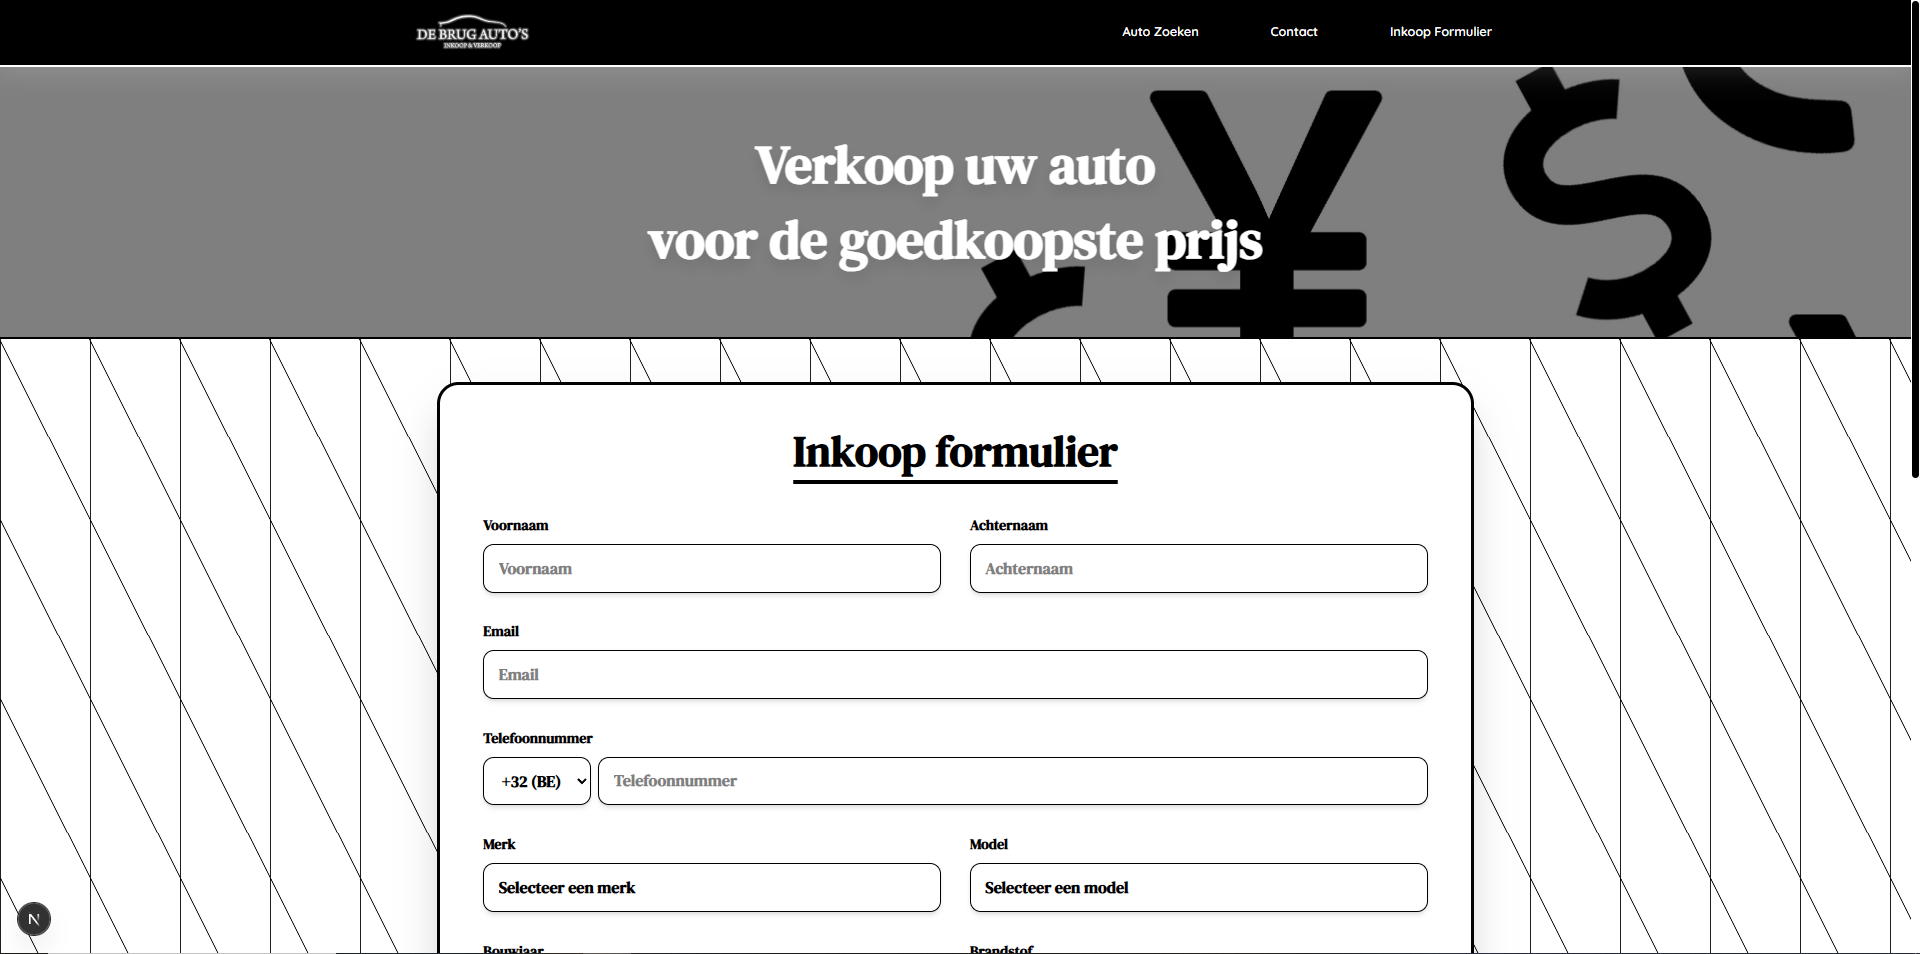 DE BRUG AUTO'S
INKOOP & VERKOOP
Auto Zoeken
Contact
Inkoop Formulier
Verkoop uw auto
voor de goedkoopste prijs
Inkoop formulier
Voornaam
Achternaam
Voornaam
Achternaam
Email
Email
Telefoonnummer
+32 (BE)
Telefoonnummer
Merk
Model
Selecteer een merk
Selecteer een model
N
Bouwjaar
Brandstof